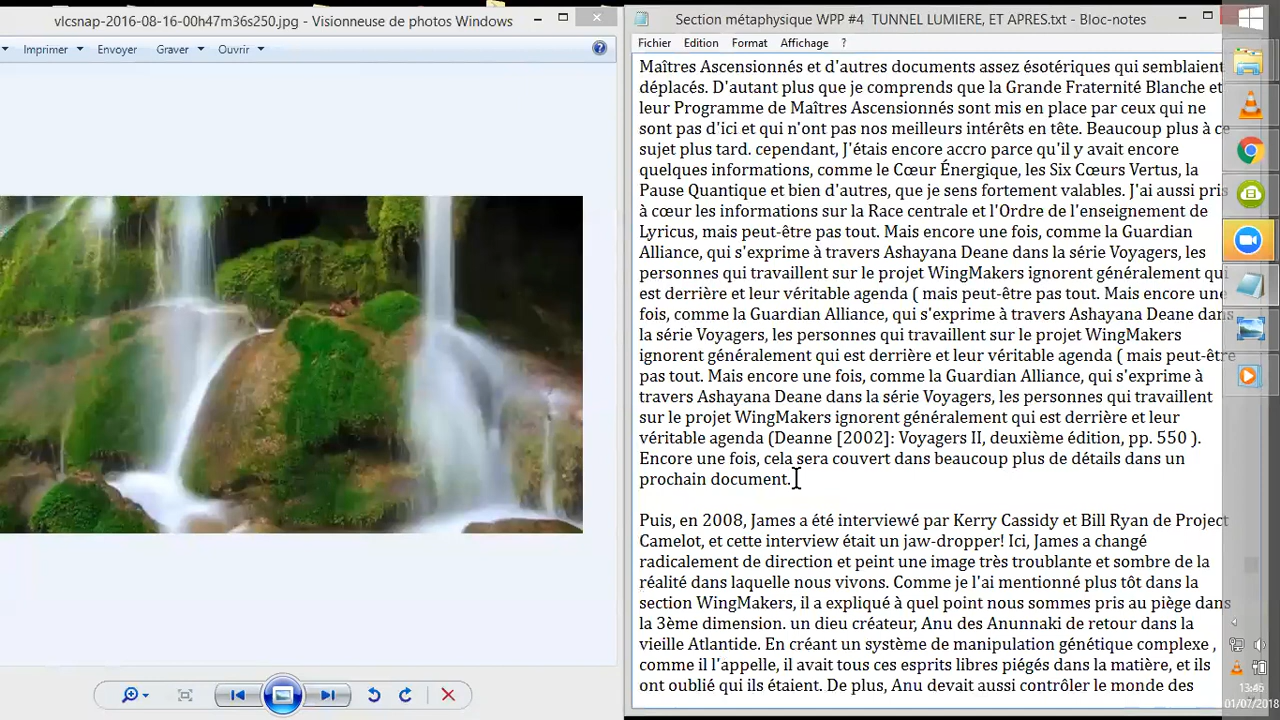 vlcsnap-2016-08-16-00h47m36s250.jpg - Visionneuse de photos Windows
Imprimer
Envoyer
Graver
Ouvrir
Section métaphysique WPP #4 TUNNEL LUMIERE, ET APRES.txt - Bloc-notes
Fichier
Edition
Format
Affichage
?
Maîtres Ascensionnés et d'autres documents assez ésotériques qui semblaient
déplacés. D'autant plus que je comprends que la Grande Fraternité Blanche et
leur Programme de Maîtres Ascensionnés sont mis en place par ceux qui ne
sont pas d'ici et qui n'ont pas nos meilleurs intérêts en tête. Beaucoup plus à ce
sujet plus tard. cependant, J'étais encore accro parce qu'il y avait encore
quelques informations, comme le Cœur Énergique, les Six Cœurs Vertus, la
Pause Quantique et bien d'autres, que je sens fortement valables. J'ai aussi pris
à cœur les informations sur la Race centrale et l'Ordre de l'enseignement de
Lyricus, mais peut-être pas tout. Mais encore une fois, comme la Guardian
Alliance, qui s'exprime à travers Ashayana Deane dans la série Voyagers, les
personnes qui travaillent sur le projet WingMakers ignorent généralement qui
est derrière et leur véritable agenda ( mais peut-être pas tout. Mais encore une
fois, comme la Guardian Alliance, qui s'exprime à travers Ashayana Deane dans
la série Voyagers, les personnes qui travaillent sur le projet WingMakers
ignorent généralement qui est derrière et leur véritable agenda ( mais peut-être
pas tout. Mais encore une fois, comme la Guardian Alliance, qui s'exprime à
travers Ashayana Deane dans la série Voyagers, les personnes qui travaillent
sur le projet WingMakers ignorent généralement qui est derrière et leur
véritable agenda (Deanne [2002]: Voyagers II, deuxième édition, pp. 550 ).
Encore une fois, cela sera couvert dans beaucoup plus de détails dans un
prochain document.
Puis, en 2008, James a été interviewé par Kerry Cassidy et Bill Ryan de Project
Camelot, et cette interview était un jaw-dropper! Ici, James a changé
radicalement de direction et peint une image très troublante et sombre de la
réalité dans laquelle nous vivons. Comme je l'ai mentionné plus tôt dans la
section WingMakers, il a expliqué à quel point nous sommes pris au piège dans
la 3ème dimension. un dieu créateur, Anu des Anunnaki de retour dans la
vieille Atlantide. En créant un système de manipulation génétique complexe ,
comme il l'appelle, il avait tous ces esprits libres piégés dans la matière, et ils
ont oublié qui ils étaient. De plus, Anu devait aussi contrôler le monde des
13:46
01/07/2018